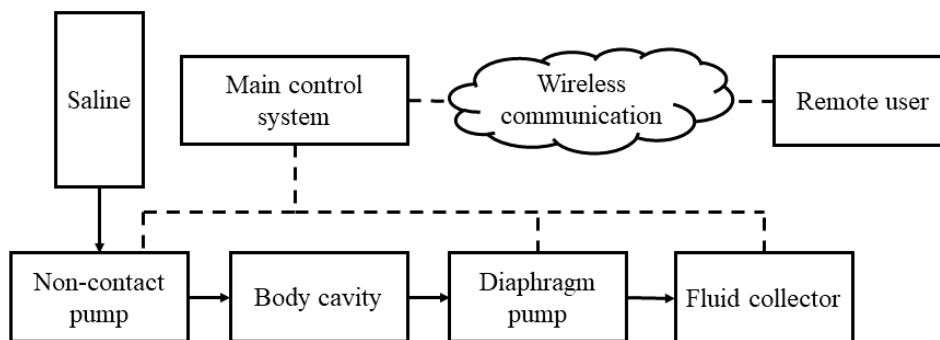 Saline
Main control
system
Wireless
communication
Remote user
Non-contact
pump
Body cavity
Diaphragm
pump
Fluid collector